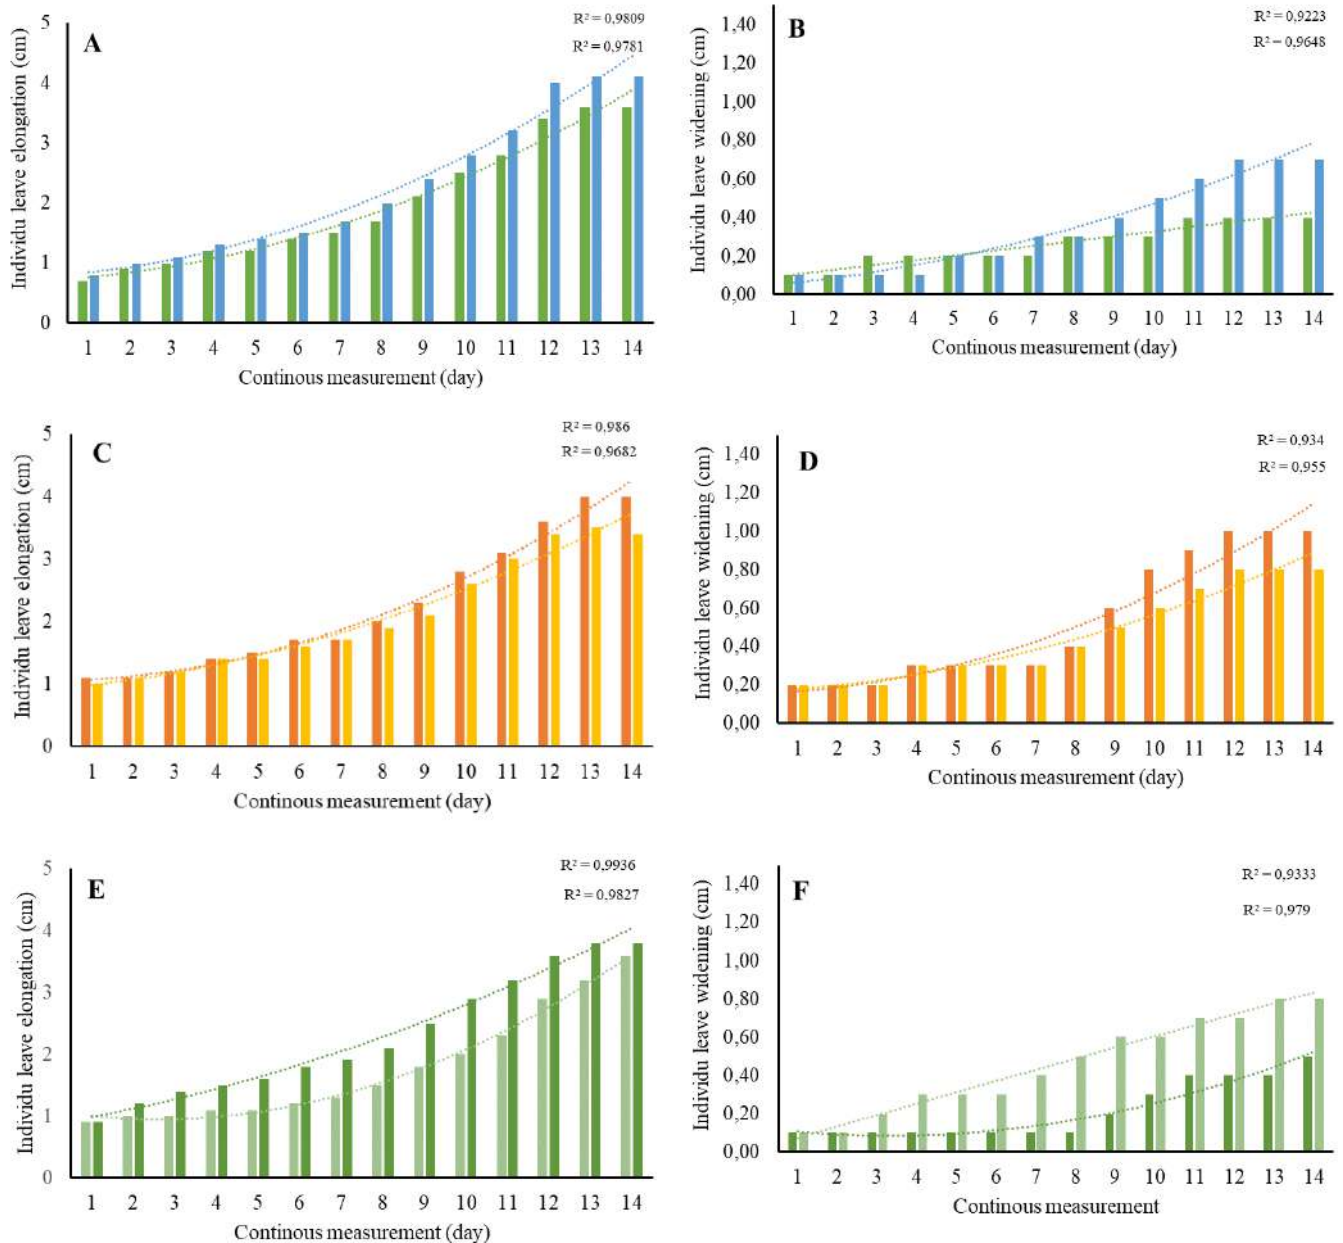 A
R² = 0,9809
R² = 0,9781
Individu leave elongation (cm)
5
4
3
2
1
0
1 2 3 4 5 6 7 8 9 10 11 12 13 14
Continous measurement (day)
B
R² = 0,9223
R² = 0,9648
Individu leave widening (cm)
1,40
1,20
1,00
0,80
0,60
0,40
0,20
0,00
1 2 3 4 5 6 7 8 9 10 11 12 13 14
Continous measurement (day)
C
R² = 0,986
R² = 0,9682
Individu leave elongation (cm)
5
4
3
2
1
0
1 2 3 4 5 6 7 8 9 10 11 12 13 14
Continous measurement (day)
D
R² = 0,934
R² = 0,955
Individu leave widening (cm)
1,40
1,20
1,00
0,80
0,60
0,40
0,20
0,00
1 2 3 4 5 6 7 8 9 10 11 12 13 14
Continous measurement (day)
E
R² = 0,9936
R² = 0,9827
Individu leave elongation (cm)
5
4
3
2
1
0
1 2 3 4 5 6 7 8 9 10 11 12 13 14
Continous measurement (day)
F
R² = 0,9333
R² = 0,979
Individu leave widening (cm)
1,40
1,20
1,00
0,80
0,60
0,40
0,20
0,00
1 2 3 4 5 6 7 8 9 10 11 12 13 14
Continous measurement